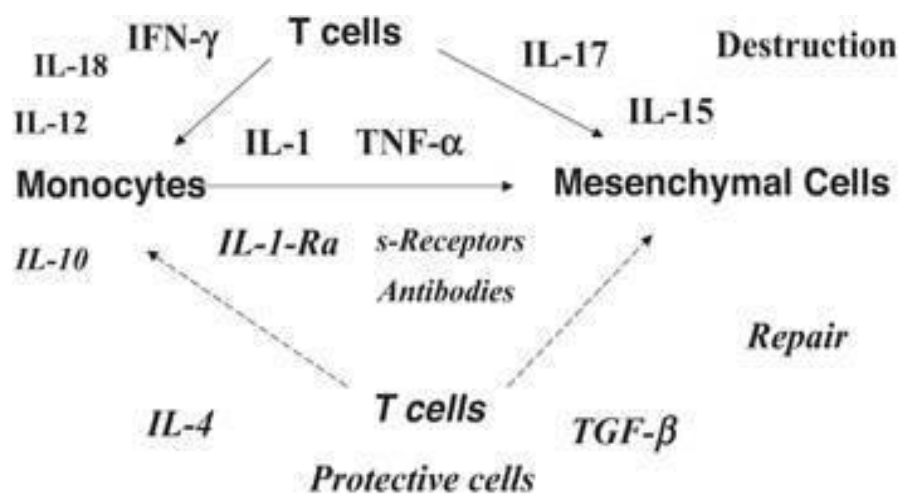 IFN-γ T cells
IL-18 IL-17 Destruction
IL-12 IL-15
IL-1 TNF-α
Monocytes Mesenchymal Cells
IL-1-Ra s-Receptors
IL-10 Antibodies
Repair
T cells
IL-4 TGF-β
Protective cells